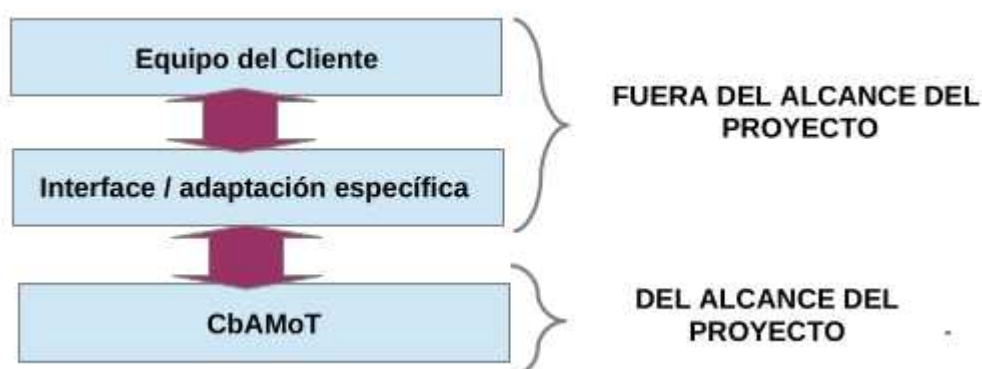 Equipo del Cliente
FUERA DEL ALCANCE DEL
PROYECTO
Interface / adaptación específica
DEL ALCANCE DEL
PROYECTO
CbAMoT
-